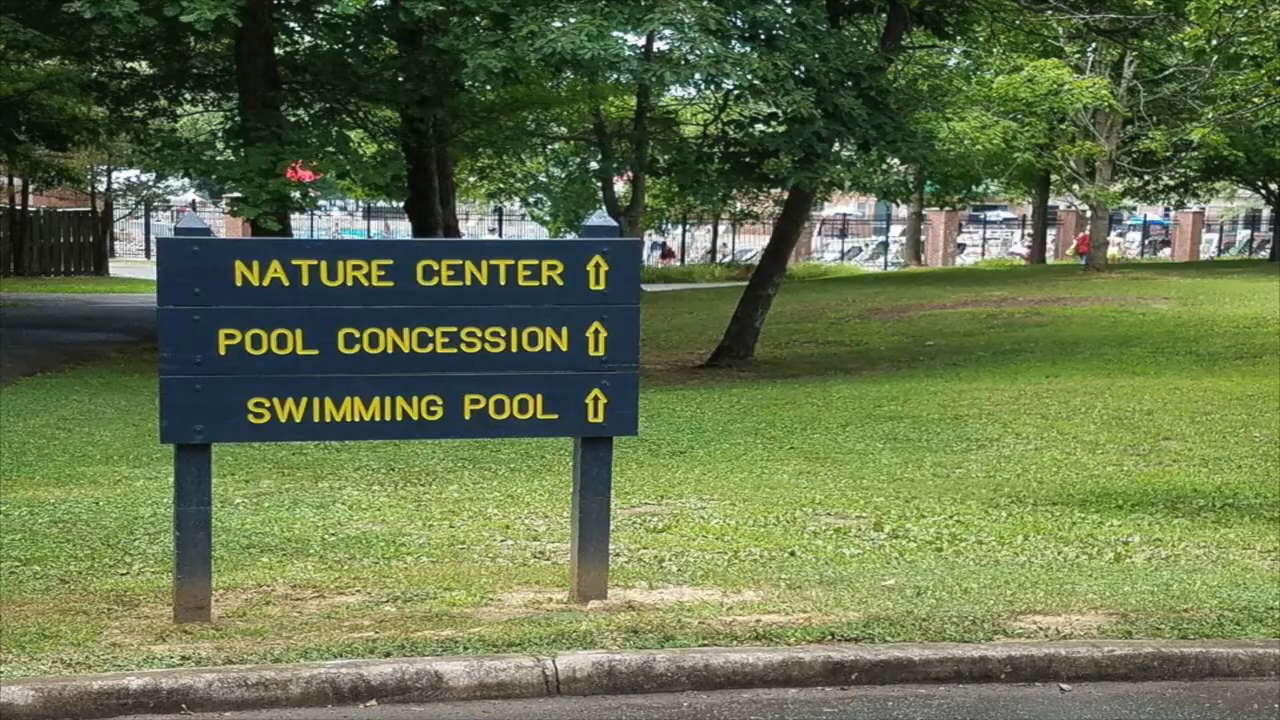 NATURE CENTER ⇧
POOL CONCESSION ⇧
SWIMMING POOL ⇧